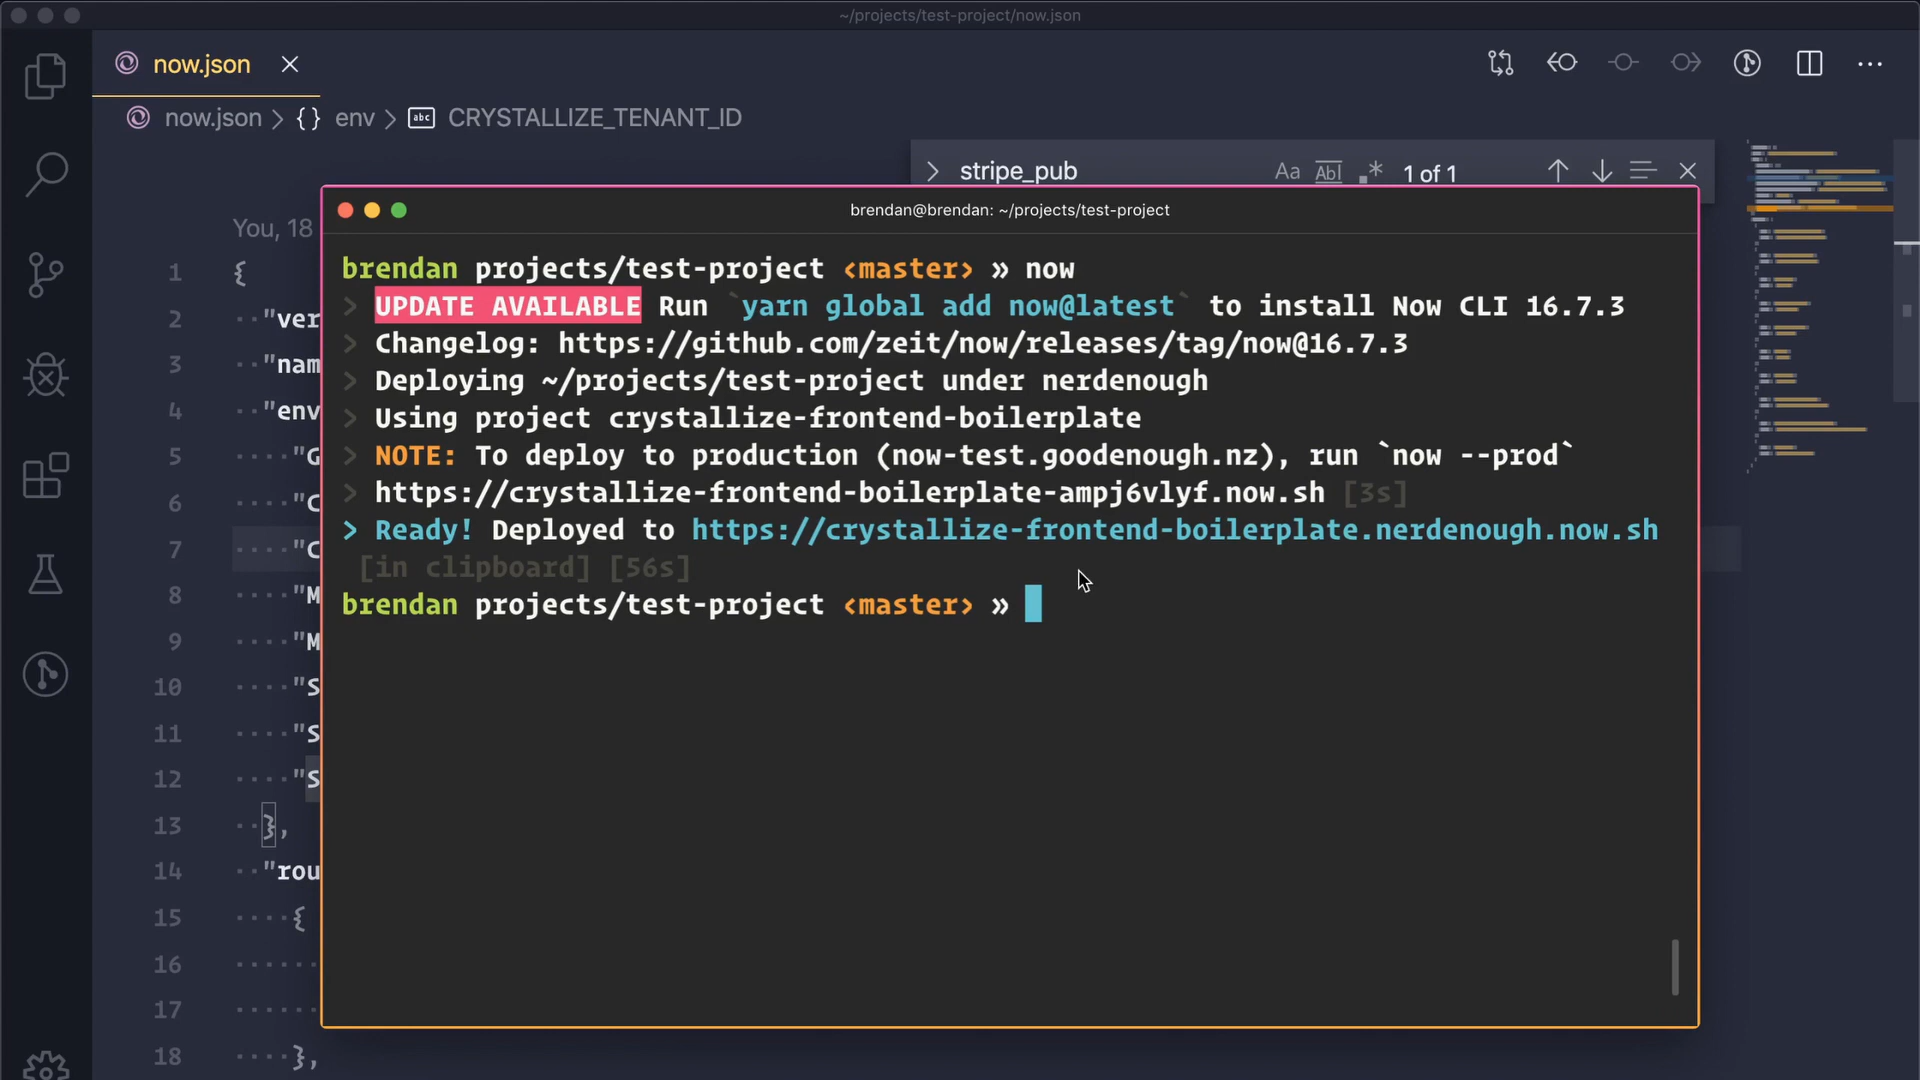 ~/projects/test-project/now.json
now.json
now.json > {} env > abc CRYSTALLIZE_TENANT_ID
stripe_pub Aa Abl .* 1 of 1
You, 18
brendan@brendan: ~/projects/test-project
brendan projects/test-project <master> » now
> UPDATE AVAILABLE Run `yarn global add now@latest` to install Now CLI 16.7.3
> Changelog: https://github.com/zeit/now/releases/tag/now@16.7.3
> Deploying ~/projects/test-project under nerdenough
> Using project crystallize-frontend-boilerplate
> NOTE: To deploy to production (now-test.goodenough.nz), run `now --prod`
> https://crystallize-frontend-boilerplate-ampj6vlyf.now.sh [3s]
> Ready! Deployed to https://crystallize-frontend-boilerplate.nerdenough.now.sh
[in clipboard] [56s]
brendan projects/test-project <master> »
1 {
2 "ver
3 "nam
4 "env
5 "G
6 "C
7 "C
8 "M
9 "M
10 "S
11 "S
12 "S
13 },
14 "rou
15 {
16
17
18 },